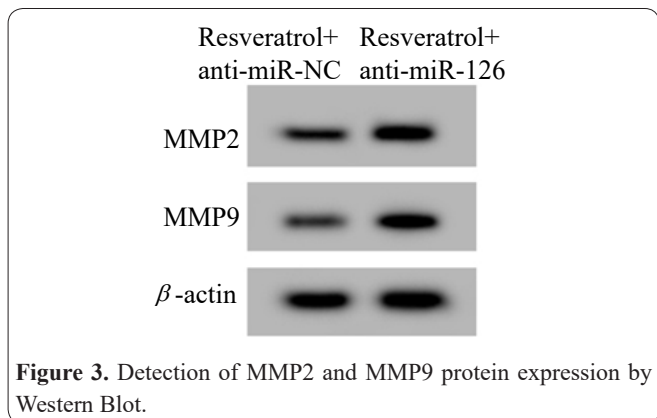 Resveratrol+ Resveratrol+
anti-miR-NC anti-miR-126
MMP2
MMP9
β-actin
Figure 3. Detection of MMP2 and MMP9 protein expression by
Western Blot.